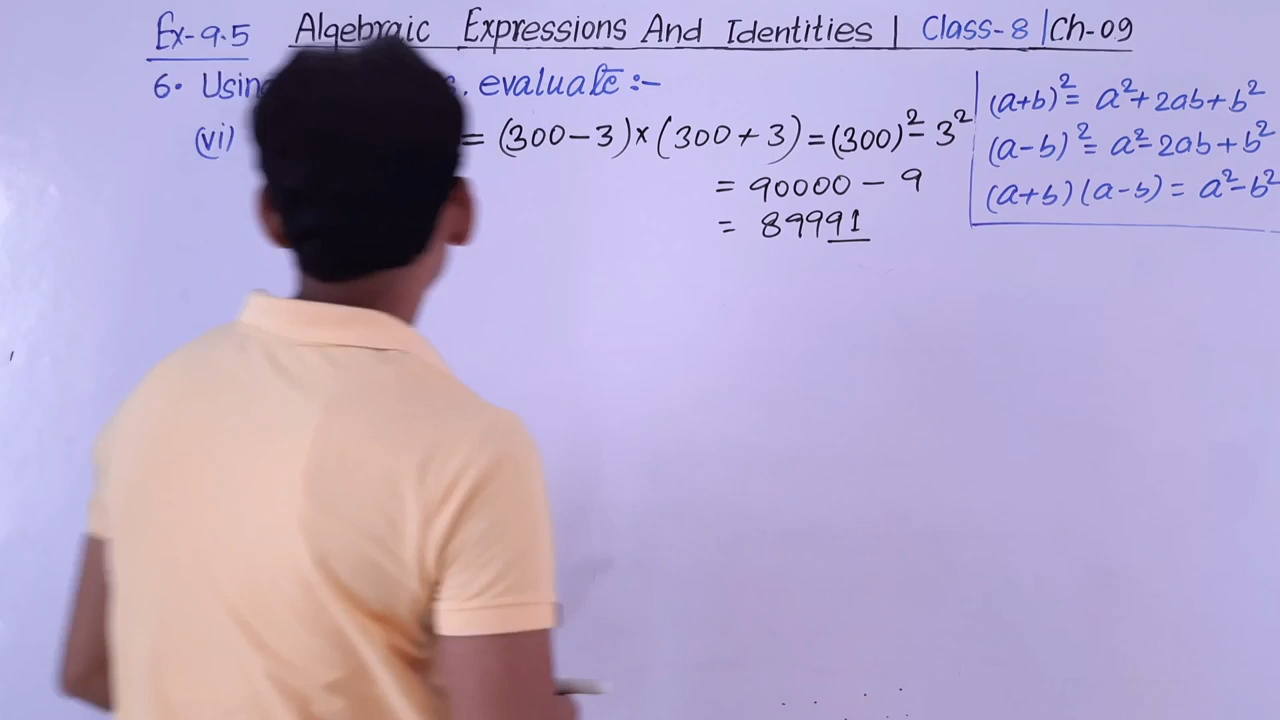 Ex-9.5 Algebraic Expressions And Identities | Class-8 | Ch-09
6. Using evaluate :-
(vi) = (300-3)×(300+3) = (300)² - 3²
= 90000 - 9
= 89991
(a+b)² = a²+2ab+b²
(a-b)² = a²-2ab+b²
(a+b)(a-b) = a²-b²